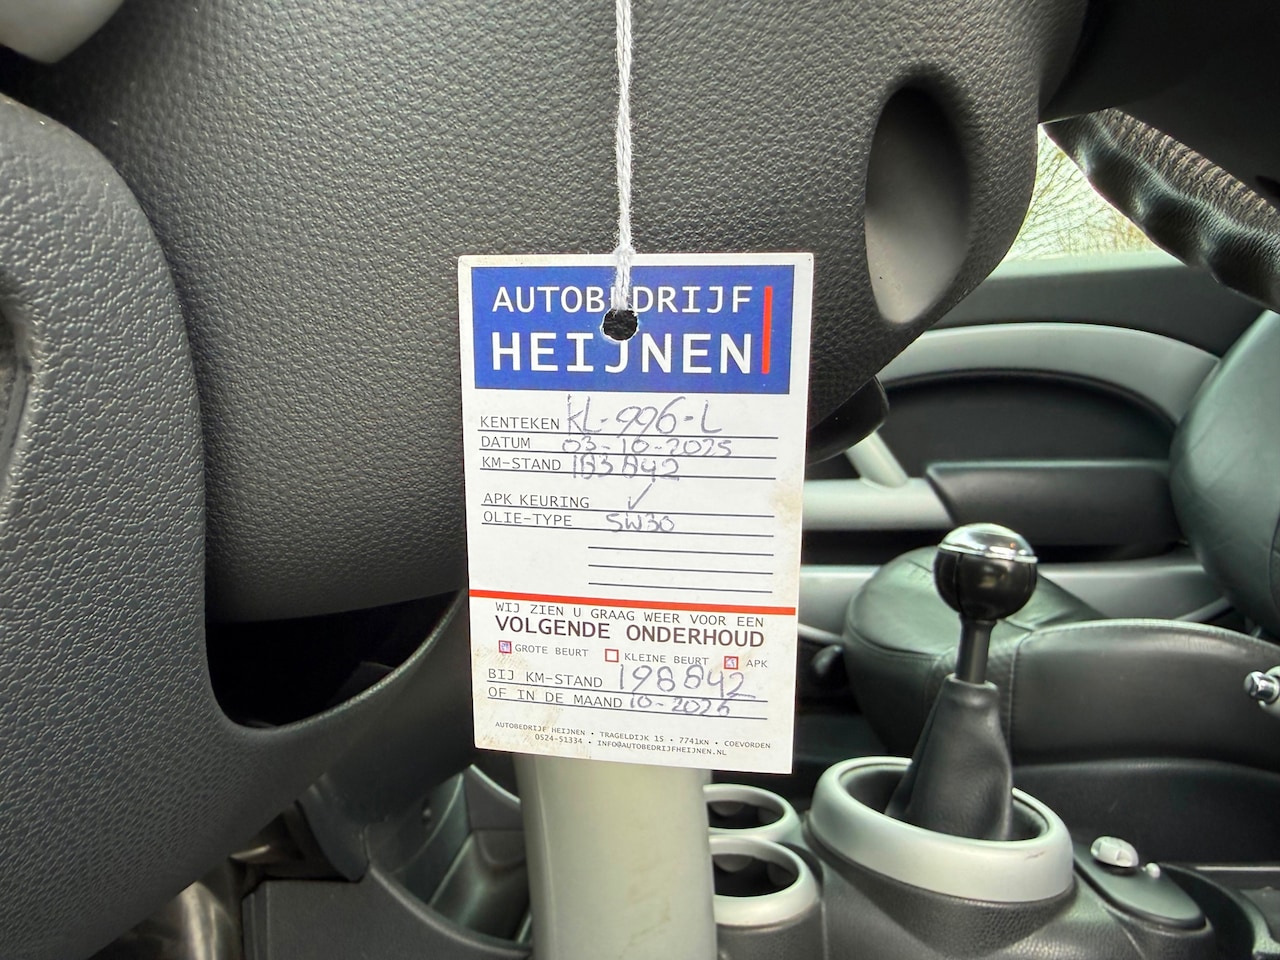 AUTOBEDRIJF
HEIJNEN
KENTEKEN KL-996-L
DATUM 03-10-2025
KM-STAND 183842
APK KEURING ✓
OLIE-TYPE 5W30
WIJ ZIEN U GRAAG WEER VOOR EEN
VOLGENDE ONDERHOUD
GROTE BEURT KLEINE BEURT APK
BIJ KM-STAND 198842
OF IN DE MAAND 10-2026
AUTOBEDRIJF HEIJNEN • TRAGELDIJK 15 • 7741KN • COEVORDEN
0524-51334 • INFO@AUTOBEDRIJFHEIJNEN.NL